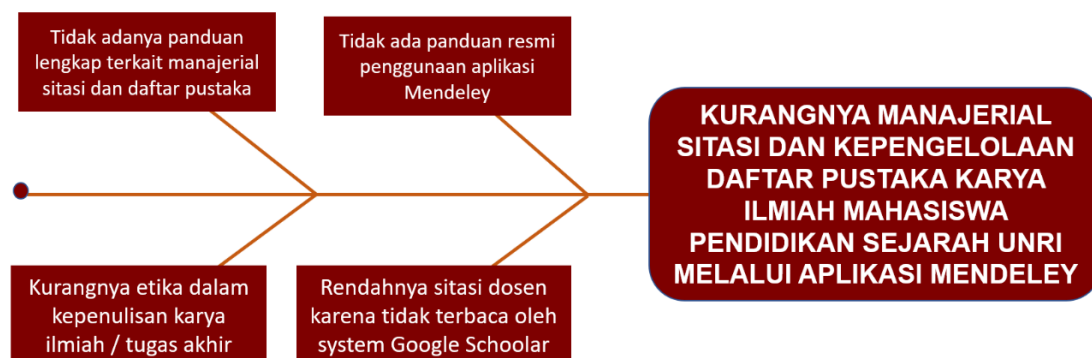 Tidak adanya panduan
lengkap terkait manajerial
sitasi dan daftar pustaka
Tidak ada panduan resmi
penggunaan aplikasi
Mendeley
KURANGNYA MANAJERIAL
SITASI DAN KEPENGELOLAAN
DAFTAR PUSTAKA KARYA
ILMIAH MAHASISWA
PENDIDIKAN SEJARAH UNRI
MELALUI APLIKASI MENDELEY
Kurangnya etika dalam
kepenulisan karya
ilmiah / tugas akhir
Rendahnya sitasi dosen
karena tidak terbaca oleh
system Google Schoolar